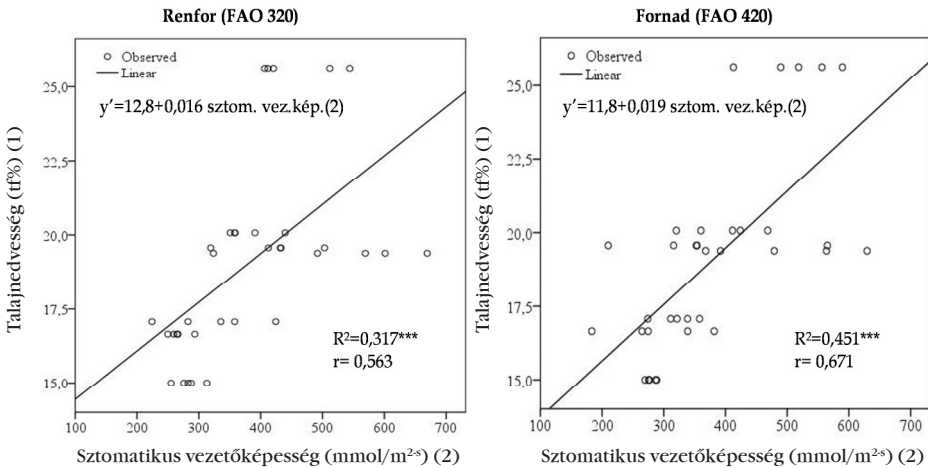 Renfor (FAO 320)
Observed
Linear
y′=12,8+0,016 sztom. vez.kép.(2)
Talajnedvesség (tf%) (1)
25,0
22,5
20,0
17,5
15,0
R²=0,317***
r= 0,563
100 200 300 400 500 600 700
Sztomatikus vezetőképesség (mmol/m²˙ˢ) (2)
Fornad (FAO 420)
Observed
Linear
y′=11,8+0,019 sztom. vez.kép.(2)
Talajnedvesség (tf%) (1)
25,0
22,5
20,0
17,5
15,0
R²=0,451***
r= 0,671
100 200 300 400 500 600 700
Sztomatikus vezetőképesség (mmol/m²˙ˢ) (2)